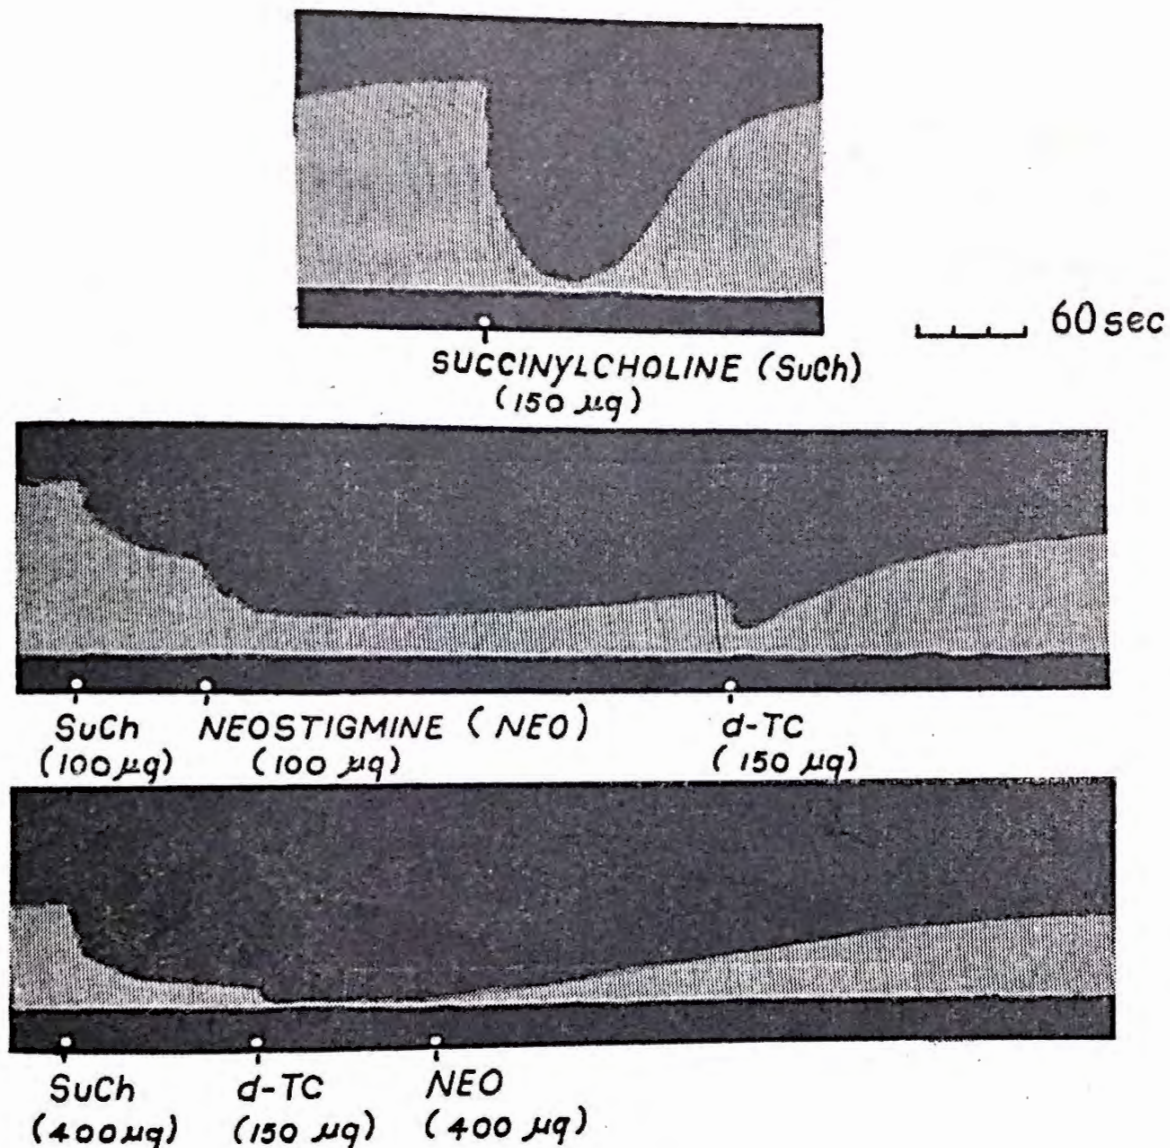 60 sec
SUCCINYLCHOLINE (SuCh)
(150 μg)
SuCh NEOSTIGMINE (NEO) d-TC
(100 μg) (100 μg) (150 μg)
SuCh d-TC NEO
(400 μg) (150 μg) (400 μg)